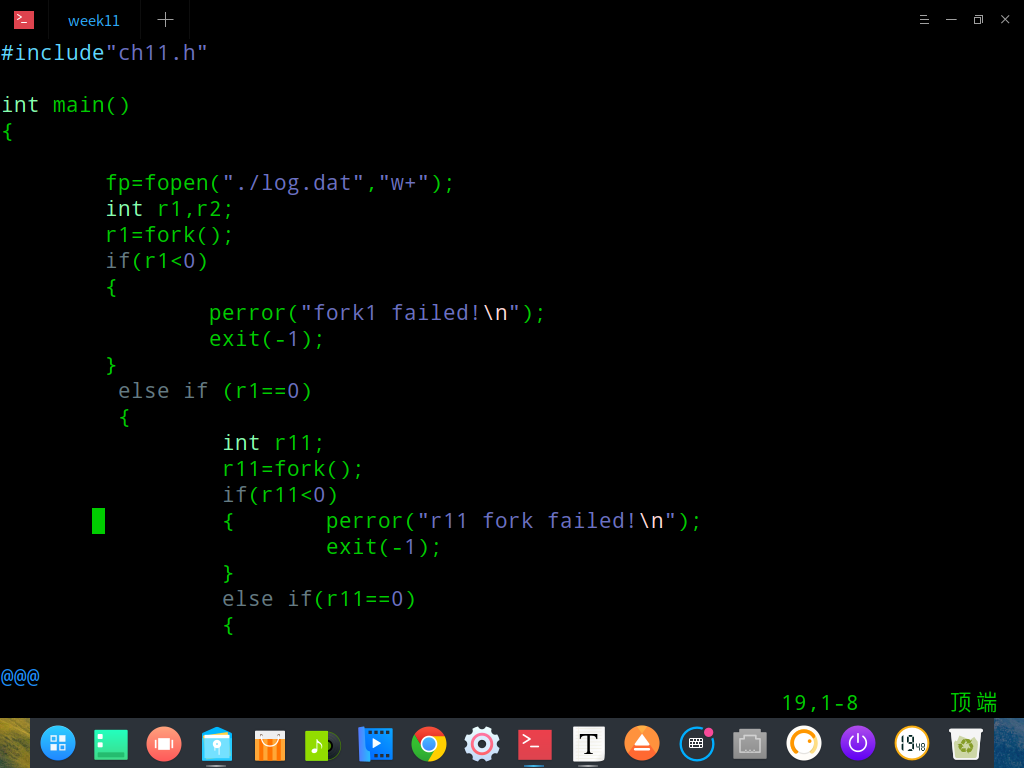 week11
#include"ch11.h"
int main()
{
fp=fopen("./log.dat","w+");
int r1,r2;
r1=fork();
if(r1<0)
{
perror("fork1 failed!\n");
exit(-1);
}
else if (r1==0)
{
int r11;
r11=fork();
if(r11<0)
{ perror("r11 fork failed!\n");
exit(-1);
}
else if(r11==0)
{
@@@
19,1-8 顶端
T
19 48